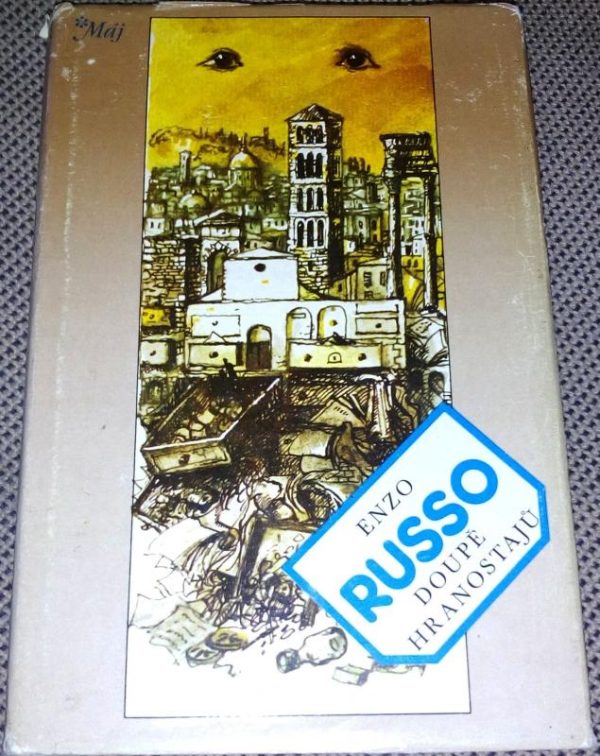 *Máj
ENZO
RUSSO
DOUPĚ
HRANOSTAJŮ